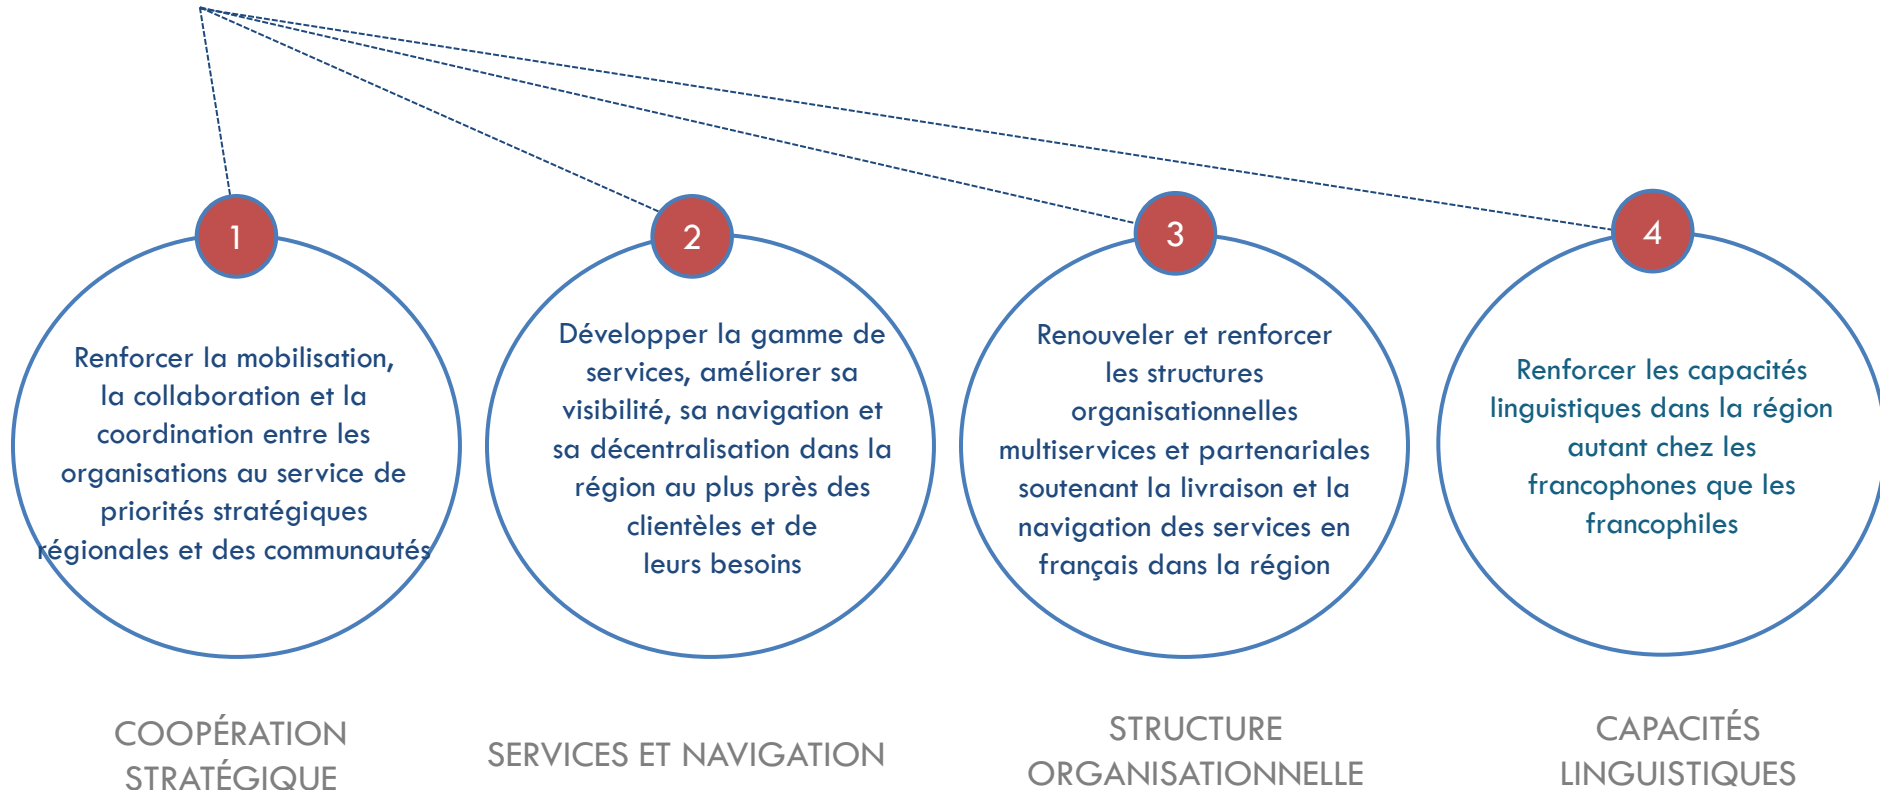 1
Renforcer la mobilisation,
la collaboration et la
coordination entre les
organisations au service de
priorités stratégiques
régionales et des communautés
COOPÉRATION
STRATÉGIQUE
2
Développer la gamme de
services, améliorer sa
visibilité, sa navigation et
sa décentralisation dans la
région au plus près des
clientèles et de
leurs besoins
SERVICES ET NAVIGATION
3
Renouveler et renforcer
les structures
organisationnelles
multiservices et partenariales
soutenant la livraison et la
navigation des services en
français dans la région
STRUCTURE
ORGANISATIONNELLE
4
Renforcer les capacités
linguistiques dans la région
autant chez les
francophones que les
francophiles
CAPACITÉS
LINGUISTIQUES